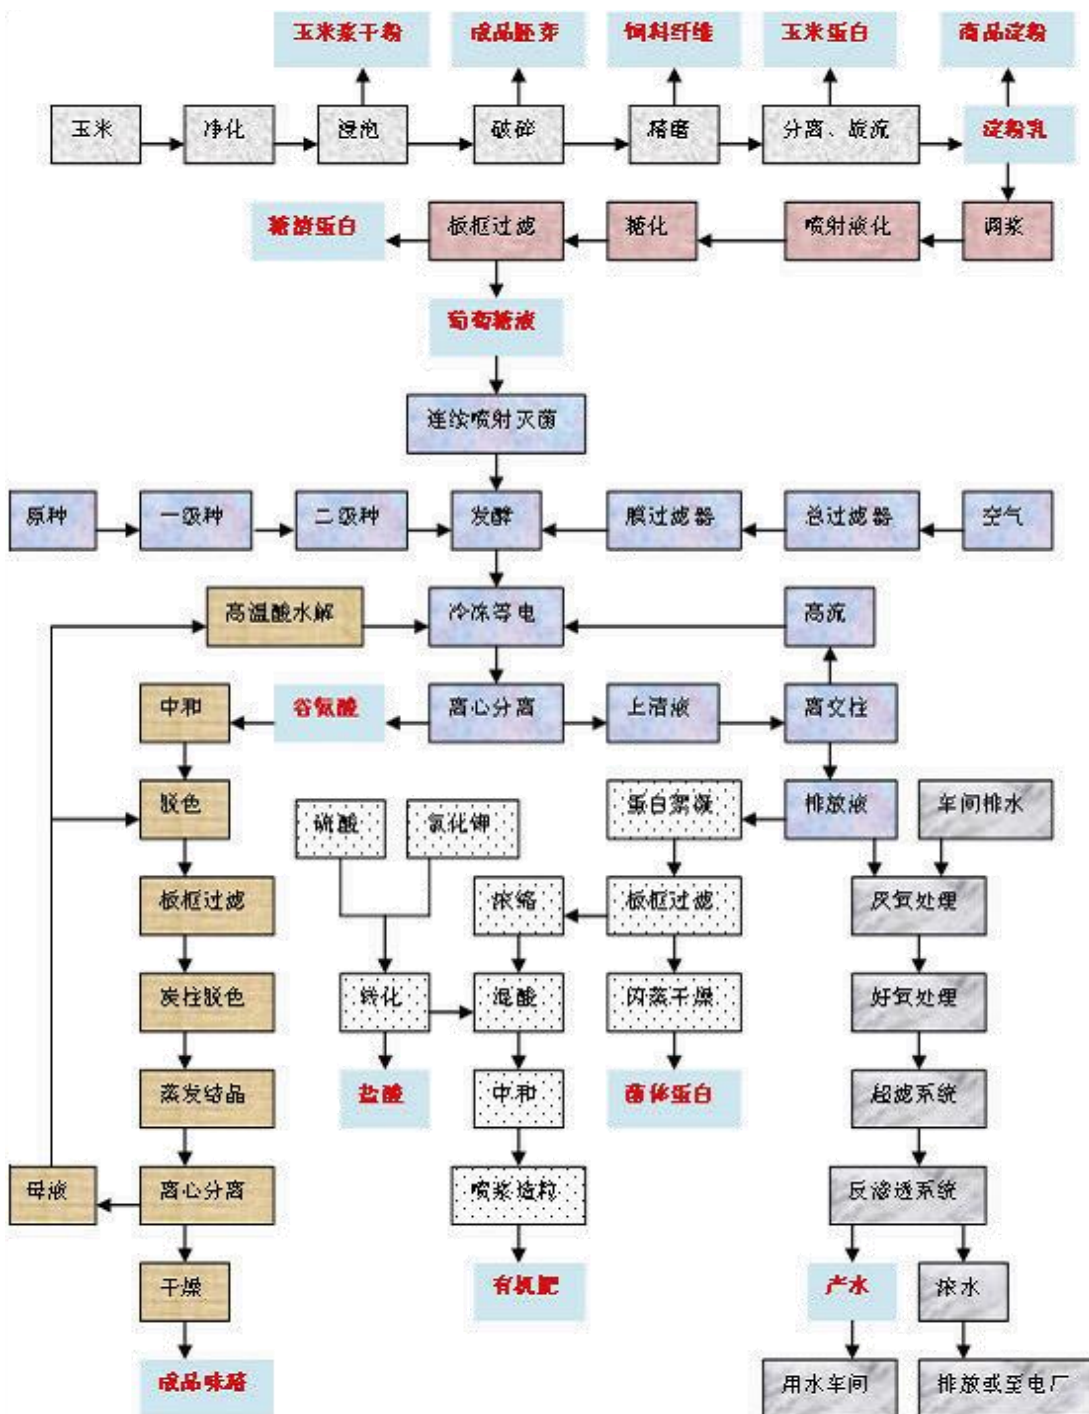 玉米浆干粉
成品胚芽
饲料纤维
玉米蛋白
商品淀粉
玉米
净化
浸泡
破碎
精磨
分离、旋流
淀粉乳
糖渣蛋白
板框过滤
糖化
喷射液化
调浆
葡萄糖液
连续喷射灭菌
原种
一级种
二级种
发酵
膜过滤器
总过滤器
空气
高温酸水解
冷冻等电
高流
中和
谷氨酸
离心分离
上清液
离交柱
脱色
硫酸
氯化钾
蛋白絮凝
排放液
车间排水
板框过滤
浓缩
板框过滤
厌氧处理
炭柱脱色
转化
混酸
闪蒸干燥
好氧处理
蒸发结晶
盐酸
中和
菌体蛋白
超滤系统
母液
离心分离
喷浆造粒
反渗透系统
干燥
有机肥
产水
浓水
成品味精
用水车间
排放或至电厂